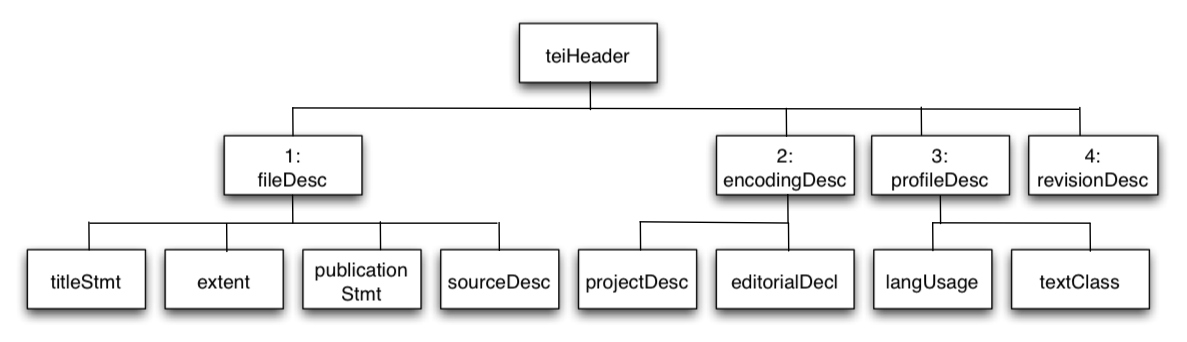 teiHeader
1:
fileDesc
2:
encodingDesc
3:
profileDesc
4:
revisionDesc
titleStmt
extent
publication
Stmt
sourceDesc
projectDesc
editorialDecl
langUsage
textClass